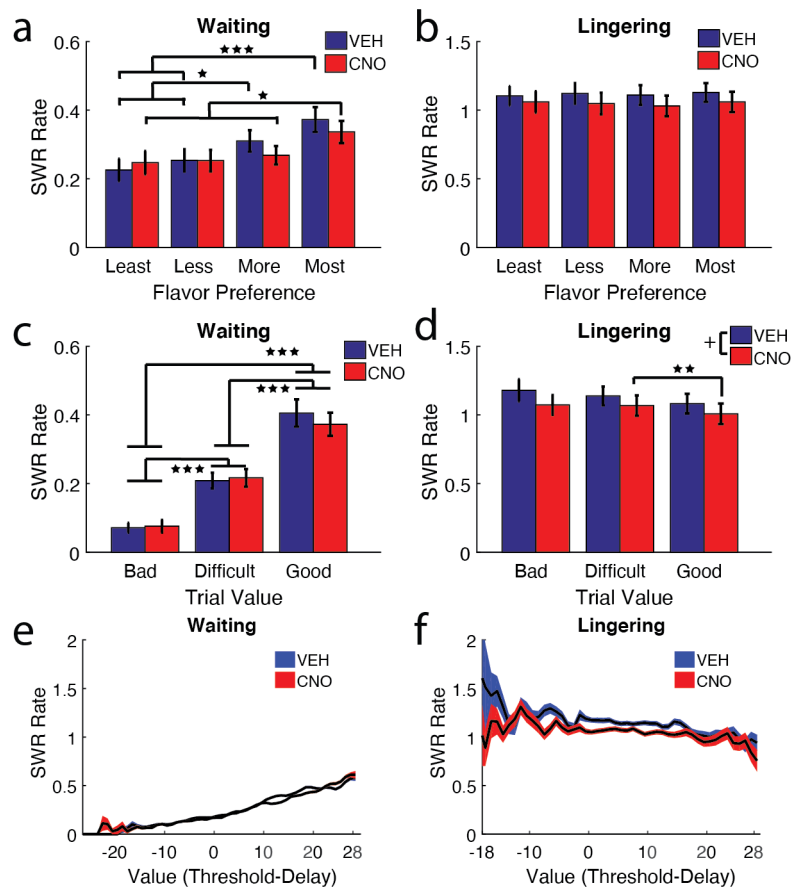 a
Waiting
VEH
CNO
★★★
★
★
SWR Rate
0.6
0.4
0.2
0
Least Less More Most
Flavor Preference
b
Lingering
VEH
CNO
SWR Rate
1.5
1
0.5
0
Least Less More Most
Flavor Preference
c
Waiting
VEH
CNO
★★★
★★★
★★★
SWR Rate
0.6
0.4
0.2
0
Bad Difficult Good
Trial Value
d
Lingering
+
VEH
CNO
★★
SWR Rate
1.5
1
0.5
0
Bad Difficult Good
Trial Value
e
Waiting
VEH
CNO
SWR Rate
2
1.5
1
0.5
0
-20 -10 0 10 20 28
Value (Threshold-Delay)
f
Lingering
VEH
CNO
SWR Rate
2
1.5
1
0.5
0
-18 -10 0 10 20 28
Value (Threshold-Delay)